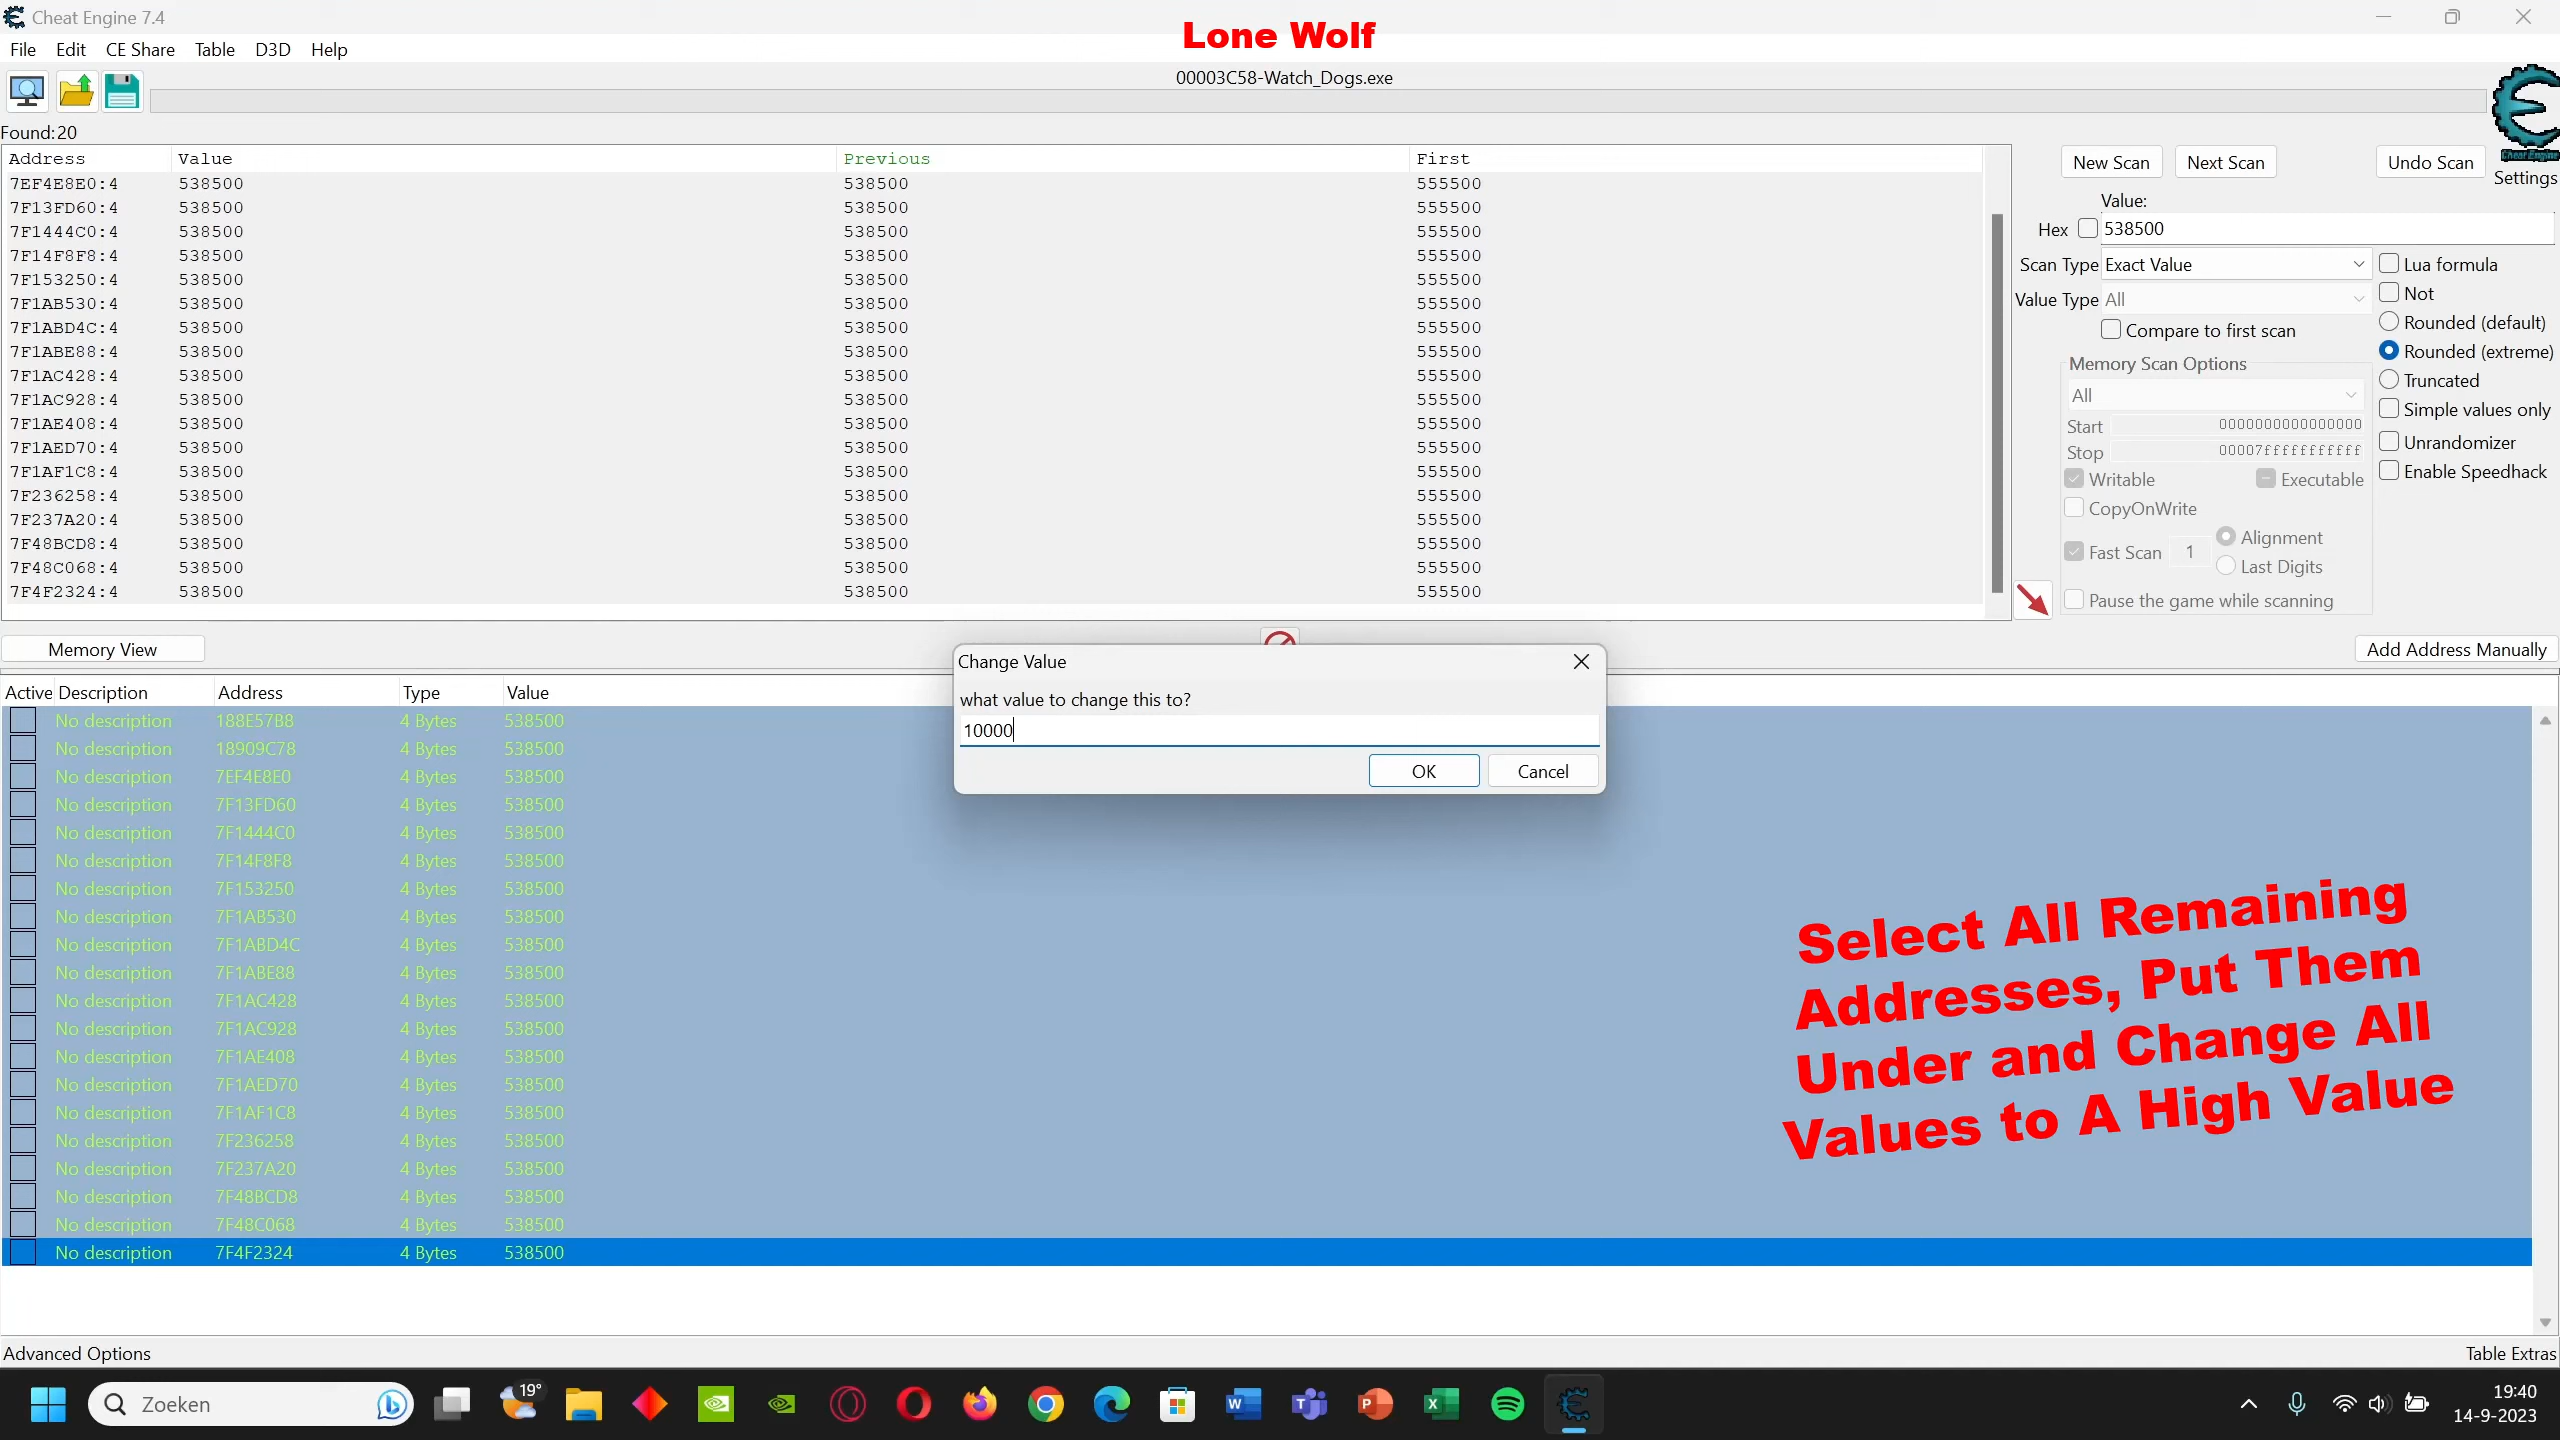 Cheat Engine 7.4
Lone Wolf
File Edit CE Share Table D3D Help
00003C58-Watch_Dogs.exe
Found:20
Address Value Previous First
7EF4E8E0:4 538500 538500 555500
7F13FD60:4 538500 538500 555500
7F1444C0:4 538500 538500 555500
7F14F8F8:4 538500 538500 555500
7F153250:4 538500 538500 555500
7F1AB530:4 538500 538500 555500
7F1ABD4C:4 538500 538500 555500
7F1ABE88:4 538500 538500 555500
7F1AC428:4 538500 538500 555500
7F1AC928:4 538500 538500 555500
7F1AE408:4 538500 538500 555500
7F1AED70:4 538500 538500 555500
7F1AF1C8:4 538500 538500 555500
7F236258:4 538500 538500 555500
7F237A20:4 538500 538500 555500
7F48BCD8:4 538500 538500 555500
7F48C068:4 538500 538500 555500
7F4F2324:4 538500 538500 555500
New Scan Next Scan Undo Scan
Cheat Engine
Settings
Value:
Hex 538500
Scan Type Exact Value
Lua formula
Value Type All
Not
Compare to first scan
Rounded (default)
Rounded (extreme)
Truncated
Simple values only
Unrandomizer
Enable Speedhack
Memory Scan Options
All
Start 0000000000000000
Stop 00007fffffffffff
Writable Executable
CopyOnWrite
Fast Scan 1 Alignment
Last Digits
Pause the game while scanning
Memory View
Add Address Manually
Change Value
what value to change this to?
10000
OK Cancel
Active Description Address Type Value
No description 188E57B8 4 Bytes 538500
No description 18909C78 4 Bytes 538500
No description 7EF4E8E0 4 Bytes 538500
No description 7F13FD60 4 Bytes 538500
No description 7F1444C0 4 Bytes 538500
No description 7F14F8F8 4 Bytes 538500
No description 7F153250 4 Bytes 538500
No description 7F1AB530 4 Bytes 538500
No description 7F1ABD4C 4 Bytes 538500
No description 7F1ABE88 4 Bytes 538500
No description 7F1AC428 4 Bytes 538500
No description 7F1AC928 4 Bytes 538500
No description 7F1AE408 4 Bytes 538500
No description 7F1AED70 4 Bytes 538500
No description 7F1AF1C8 4 Bytes 538500
No description 7F236258 4 Bytes 538500
No description 7F237A20 4 Bytes 538500
No description 7F48BCD8 4 Bytes 538500
No description 7F48C068 4 Bytes 538500
No description 7F4F2324 4 Bytes 538500
Select All Remaining
Addresses, Put Them
Under and Change All
Values to A High Value
Advanced Options
Table Extras
Zoeken
19°
19:40
14-9-2023